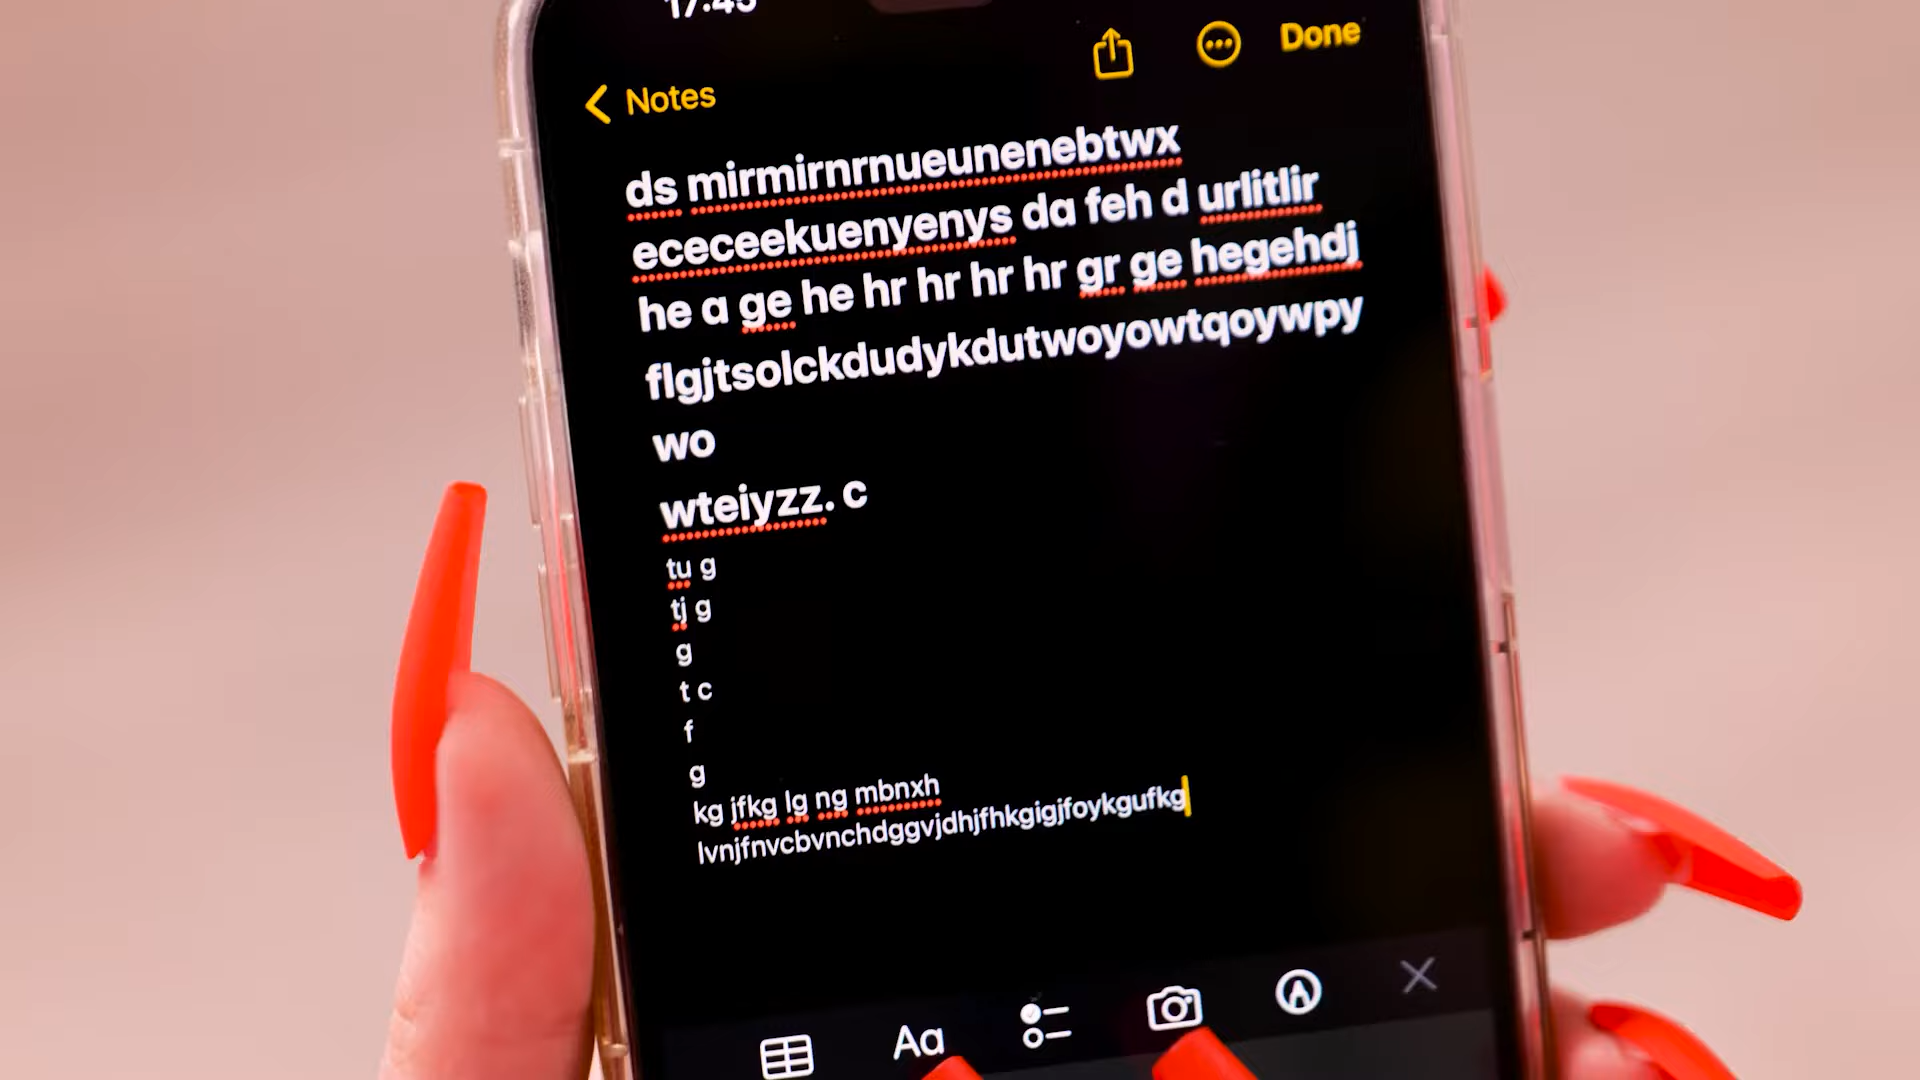 17:45
Done
Notes
ds mirmirnrnueunenebtwx
ececeekuenyenys da feh d urlitlir
he a ge he hr hr hr hr gr ge hegehdj
flgjtsolckdudykdutwoyowtqoywpy
wo
wteiyzz. c
tu g
tj g
g
t c
f
g
kg jfkg lg ng mbnxh
lvnjfnvcbvnchdggvjdhjfhkgigjfoykgufkg
Aa